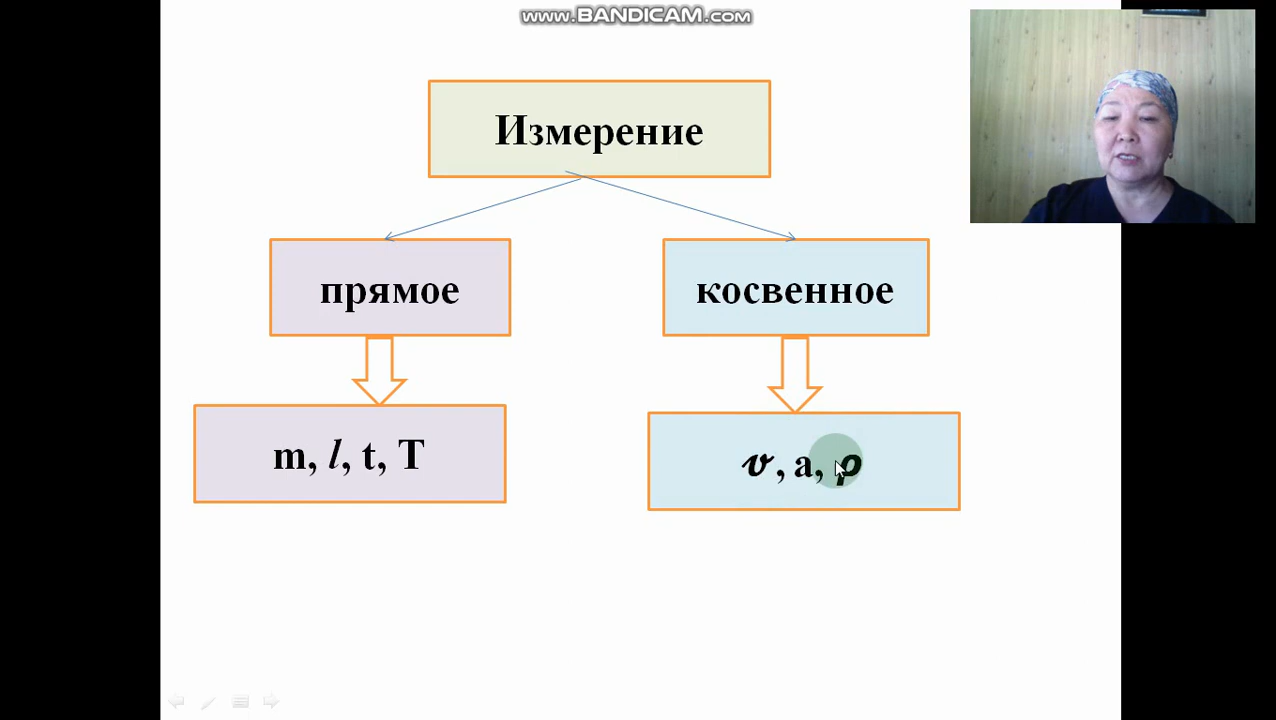 www.BANDICAM.com
Измерение
прямое
косвенное
m, l, t, T
v, a, ρ